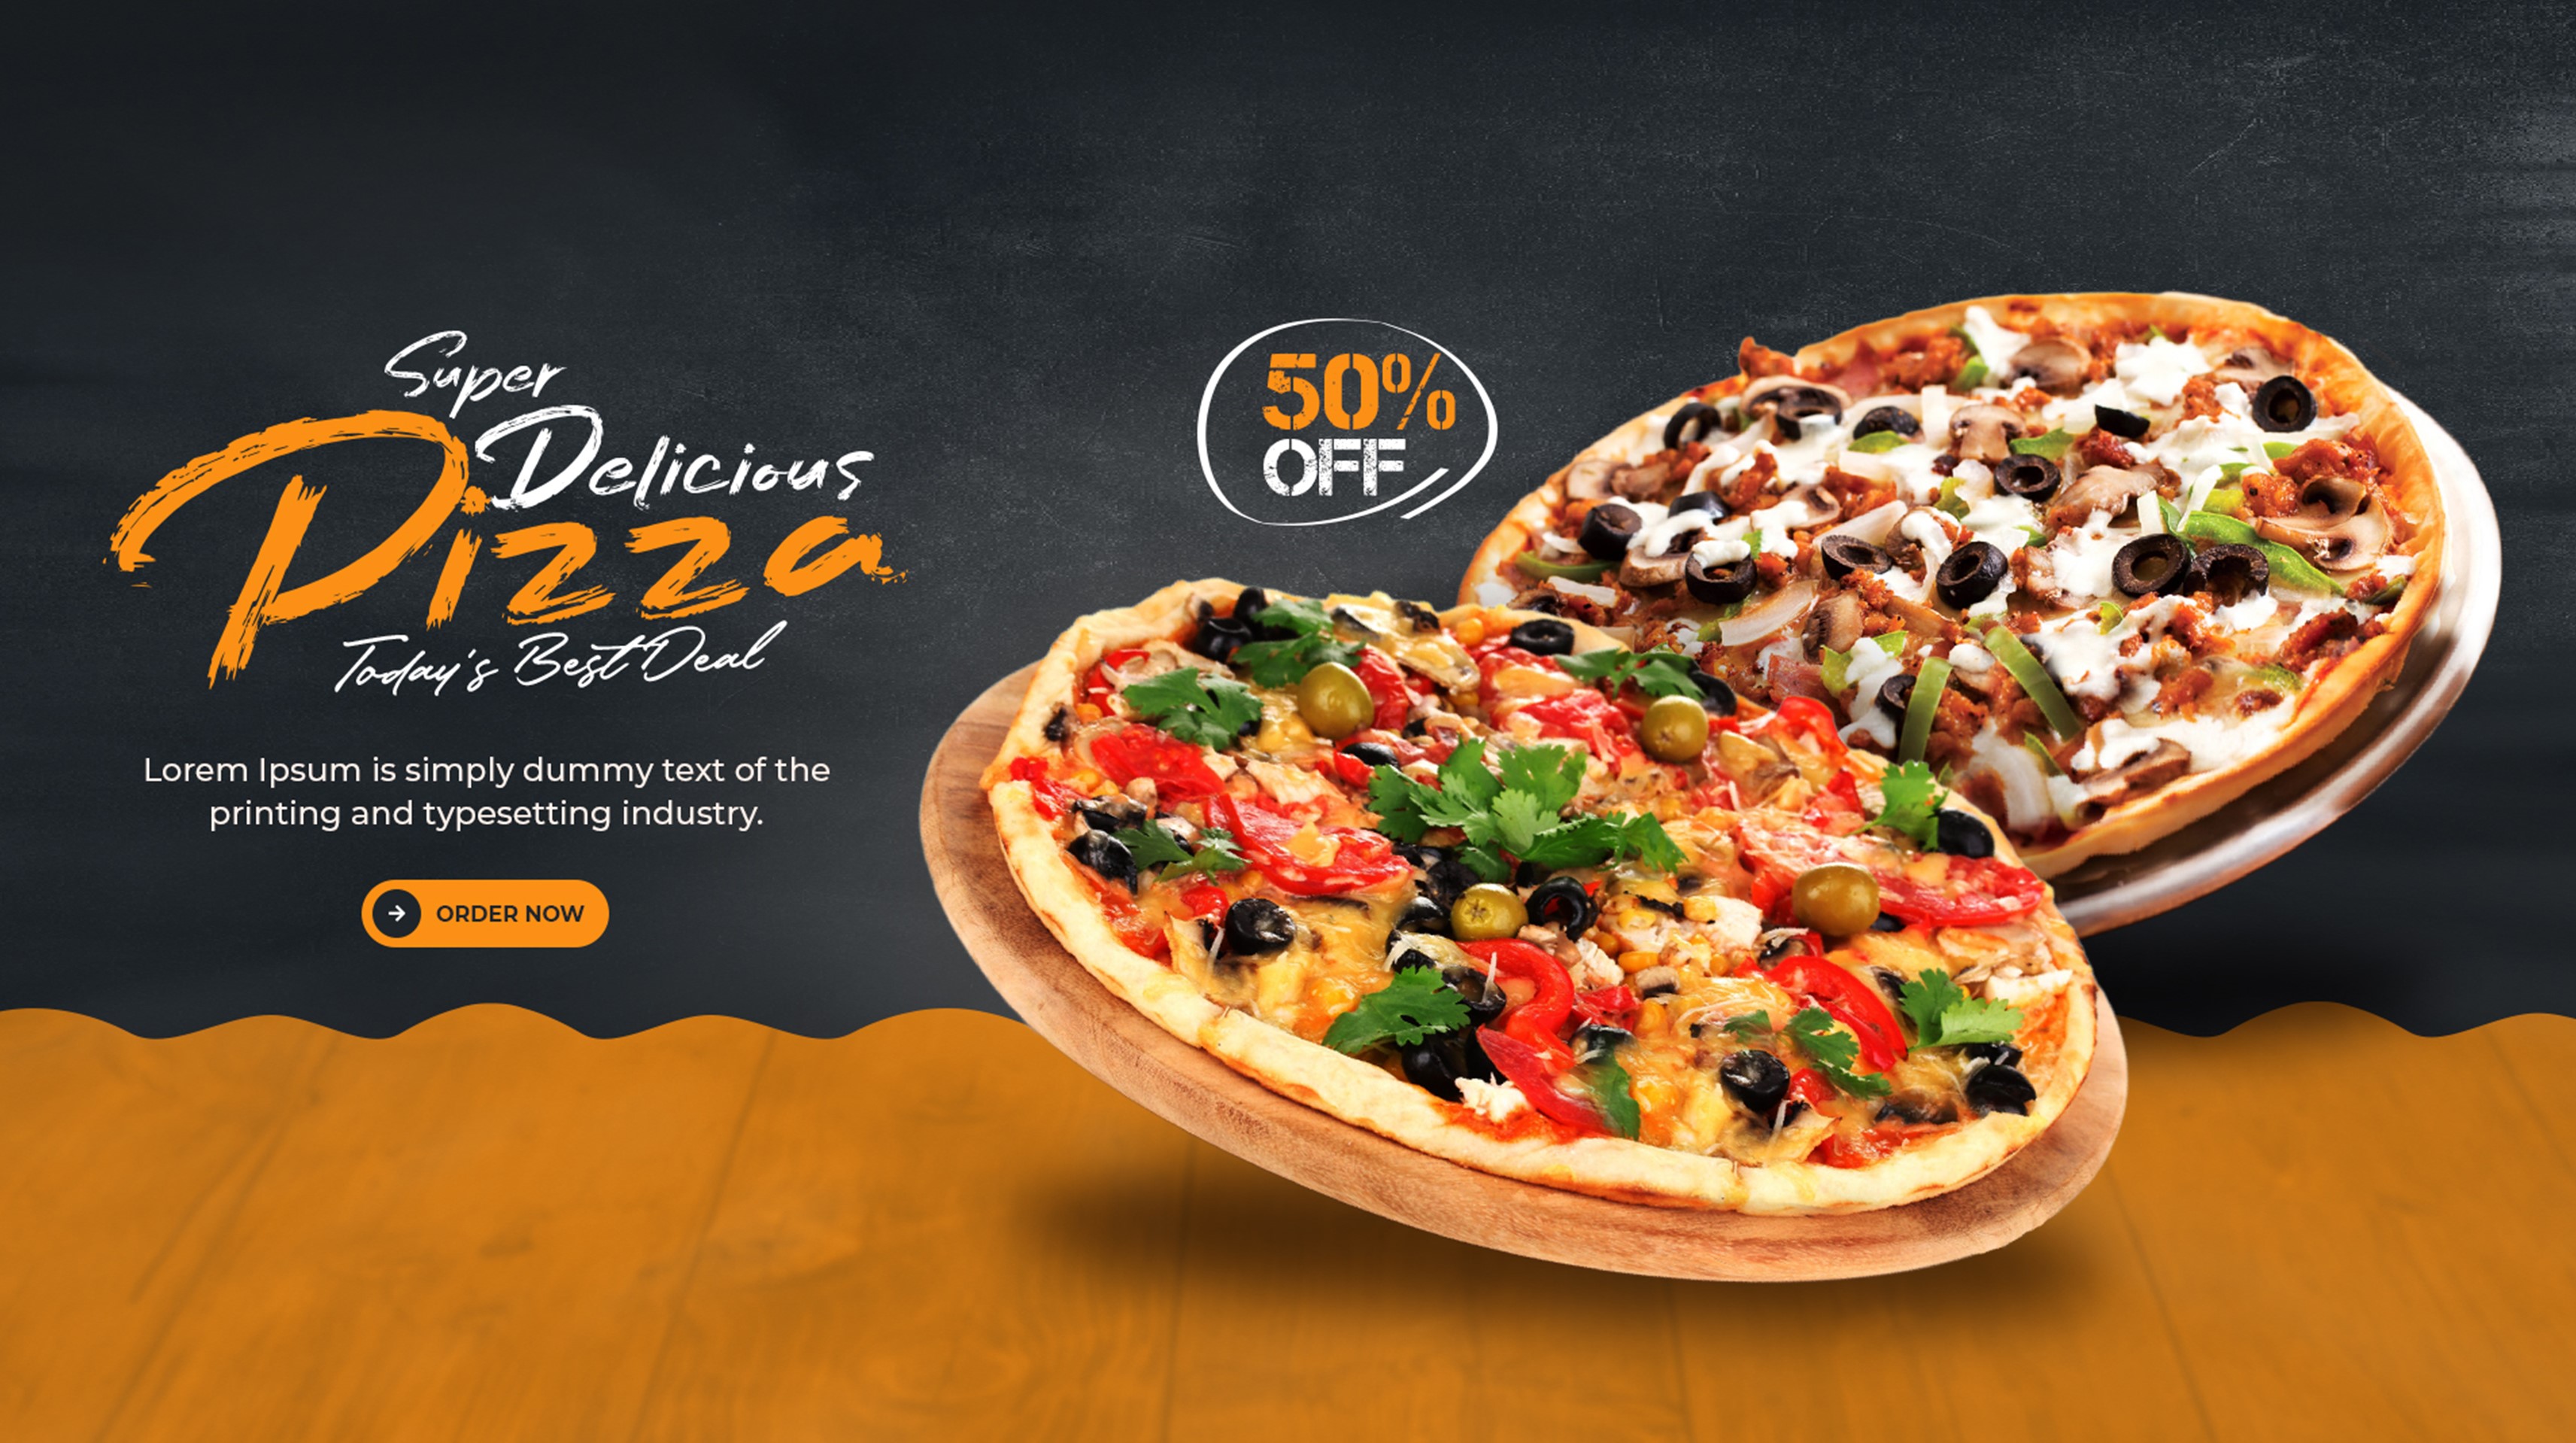 Super
Delicious
Pizza
Today's Best Deal
Lorem Ipsum is simply dummy text of the
printing and typesetting industry.
ORDER NOW
50%
OFF